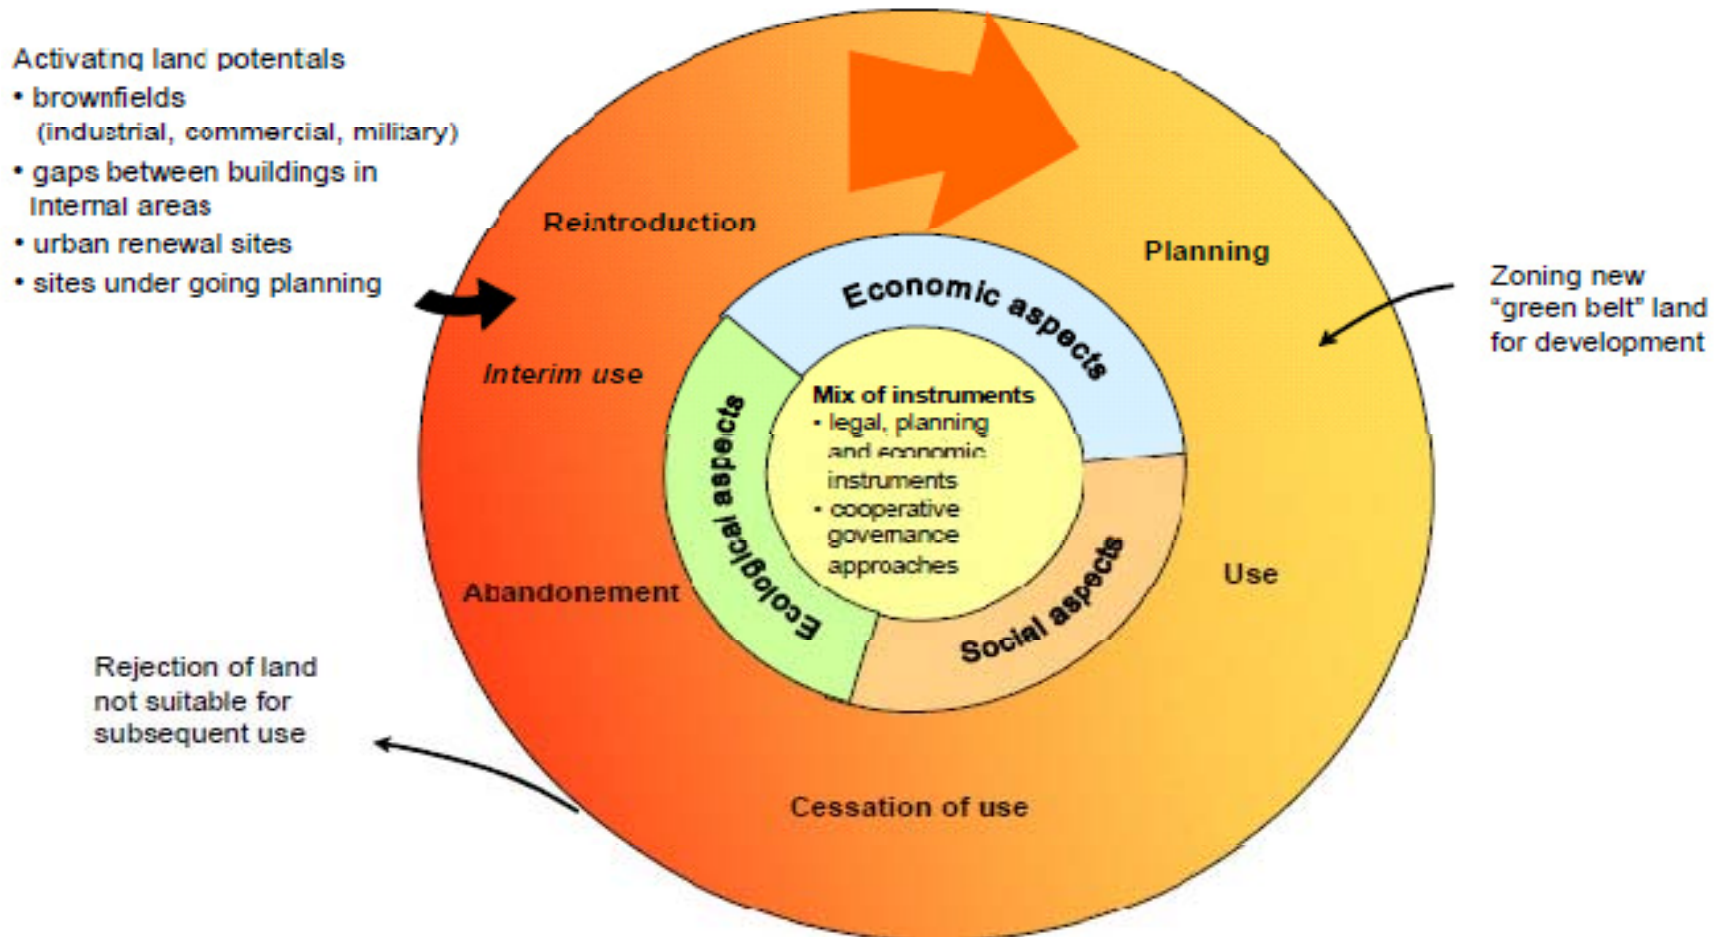 Activating land potentials
• brownfields
(industrial, commercial, military)
• gaps between buildings in
Internal areas
• urban renewal sites
• sites under going planning
Reintroduction
Planning
Zoning new
“green belt” land
for development
Interim use
Economic aspects
Ecological aspects
Social aspects
Mix of instruments
• legal, planning
and economic
instruments
• cooperative
governance
approaches
Use
Abandonement
Rejection of land
not suitable for
subsequent use
Cessation of use